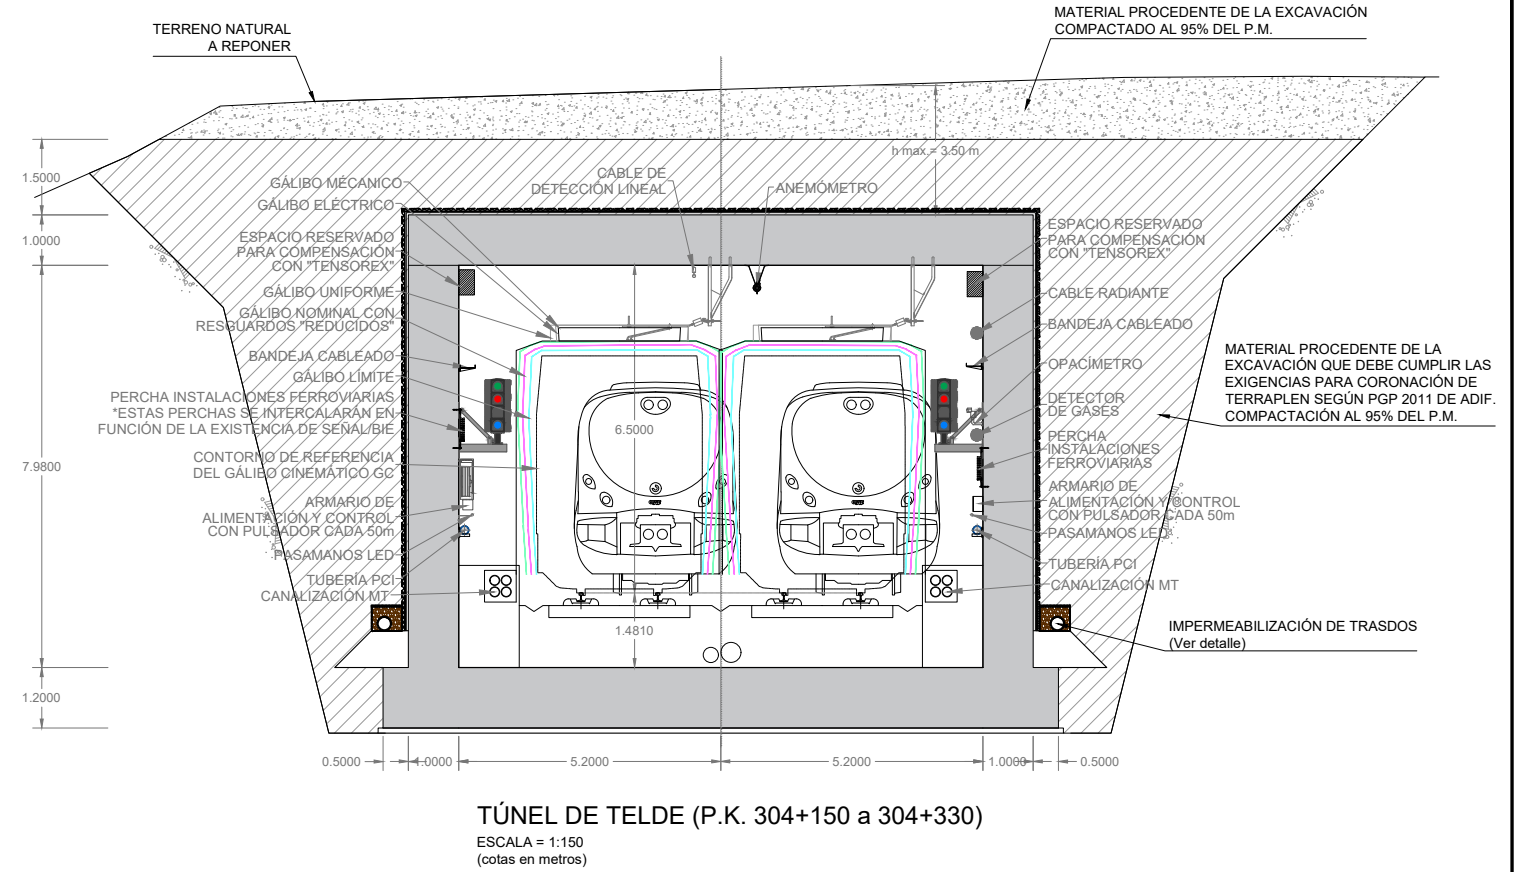 TERRENO NATURAL
A REPONER
MATERIAL PROCEDENTE DE LA EXCAVACIÓN
COMPACTADO AL 95% DEL P.M.
h max.= 3.50 m
1.5000
1.0000
7.9800
1.2000
GÁLIBO MECÁNICO
GÁLIBO ELÉCTRICO
ESPACIO RESERVADO
PARA COMPENSACIÓN
CON "TENSOREX"
GÁLIBO UNIFORME
GÁLIBO NOMINAL CON
RESGUARDOS "REDUCIDOS"
BANDEJA CABLEADO
GÁLIBO LÍMITE
PERCHA INSTALACIONES FERROVIARIAS
*ESTAS PERCHAS SE INTERCALARÁN EN
FUNCIÓN DE LA EXISTENCIA DE SEÑAL/BIE
CONTORNO DE REFERENCIA
DEL GÁLIBO CINEMÁTICO GC
ARMARIO DE
ALIMENTACIÓN Y CONTROL
CON PULSADOR CADA 50m
PASAMANOS LED
TUBERÍA PCI
CANALIZACIÓN MT
CABLE DE
DETECCIÓN LINEAL
ANEMÓMETRO
6.5000
1.4810
ESPACIO RESERVADO
PARA COMPENSACIÓN
CON "TENSOREX"
CABLE RADIANTE
BANDEJA CABLEADO
OPACÍMETRO
DETECTOR
DE GASES
PERCHA
INSTALACIONES
FERROVIARIAS
ARMARIO DE
ALIMENTACIÓN Y CONTROL
CON PULSADOR CADA 50m
PASAMANOS LED
TUBERÍA PCI
CANALIZACIÓN MT
MATERIAL PROCEDENTE DE LA
EXCAVACIÓN QUE DEBE CUMPLIR LAS
EXIGENCIAS PARA CORONACIÓN DE
TERRAPLEN SEGÚN PGP 2011 DE ADIF.
COMPACTACIÓN AL 95% DEL P.M.
IMPERMEABILIZACIÓN DE TRASDOS
(Ver detalle)
0.5000 1.0000 5.2000 5.2000 1.0000 0.5000
TÚNEL DE TELDE (P.K. 304+150 a 304+330)
ESCALA = 1:150
(cotas en metros)